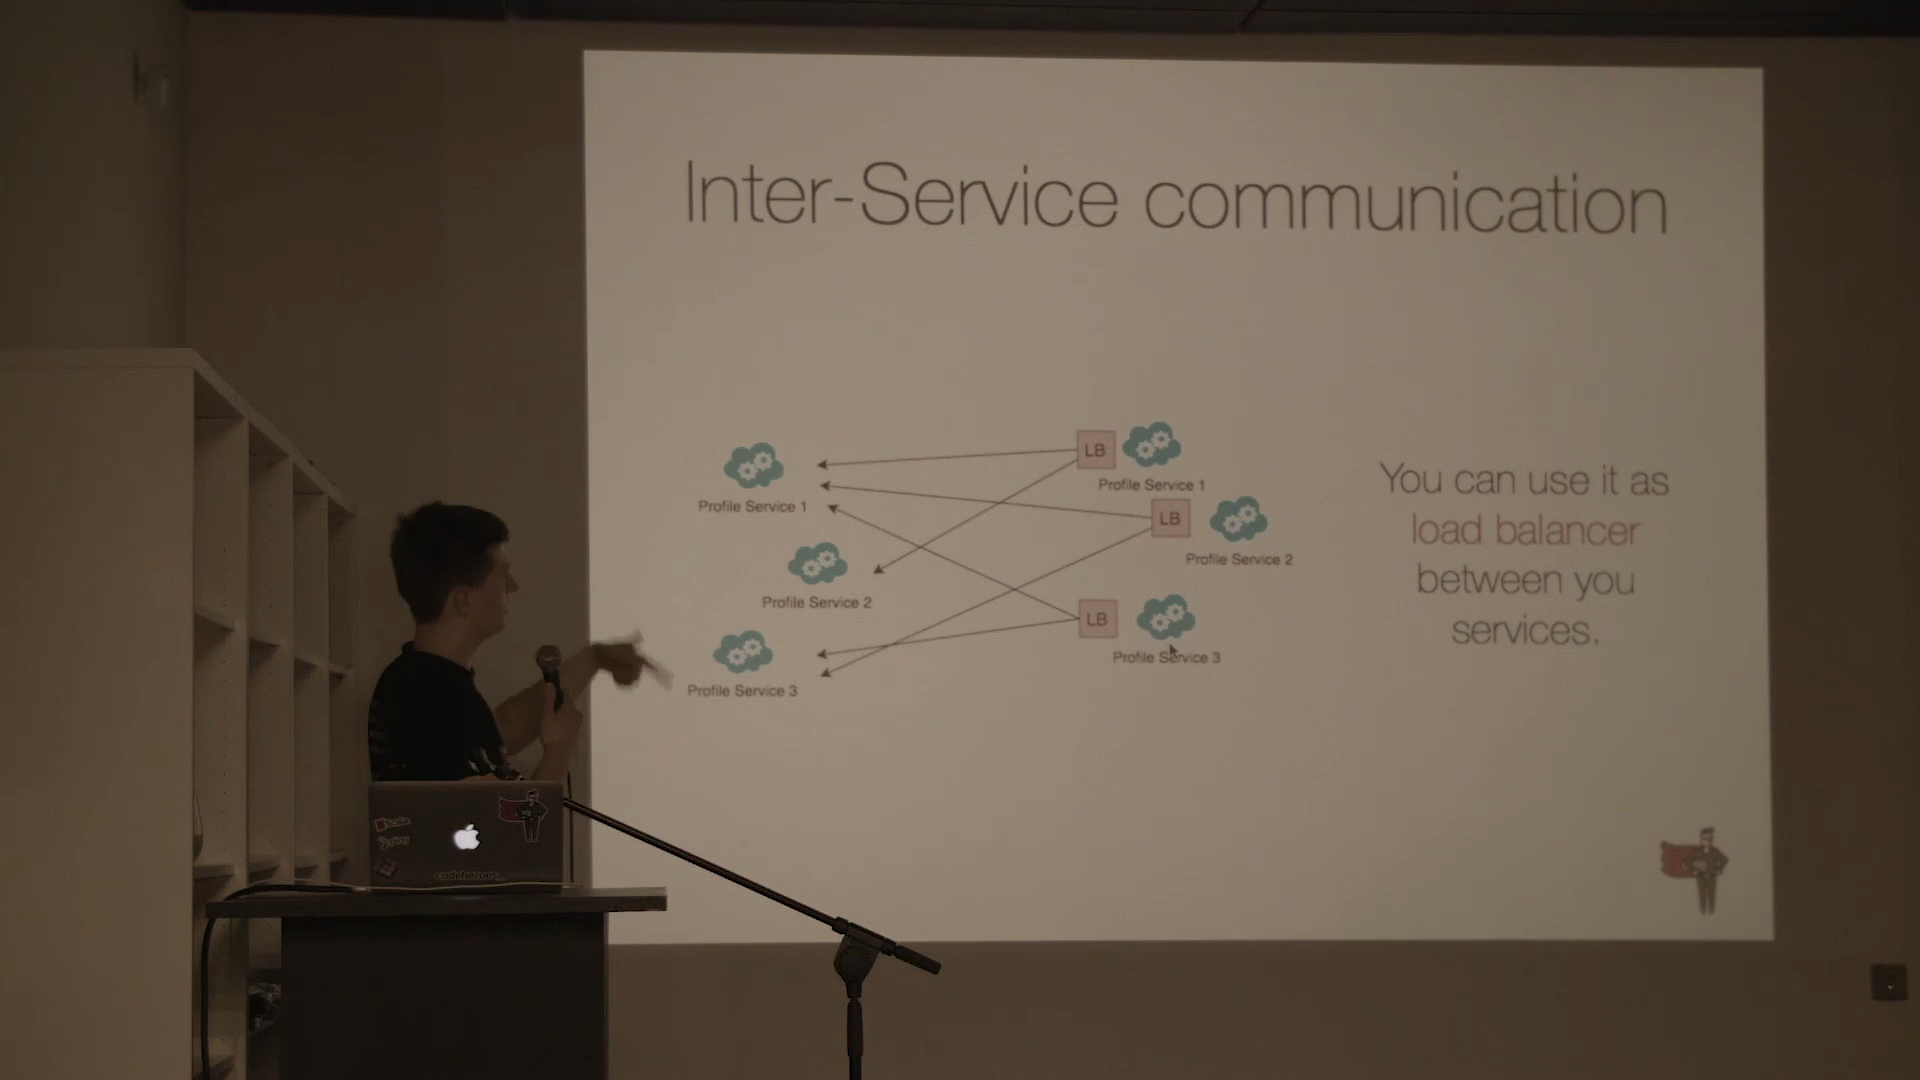 Inter-Service communication
LB
Profile Service 1
Profile Service 1
LB
Profile Service 2
Profile Service 2
LB
Profile Service 3
Profile Service 3
You can use it as
load balancer
between you
services.
codeheroes